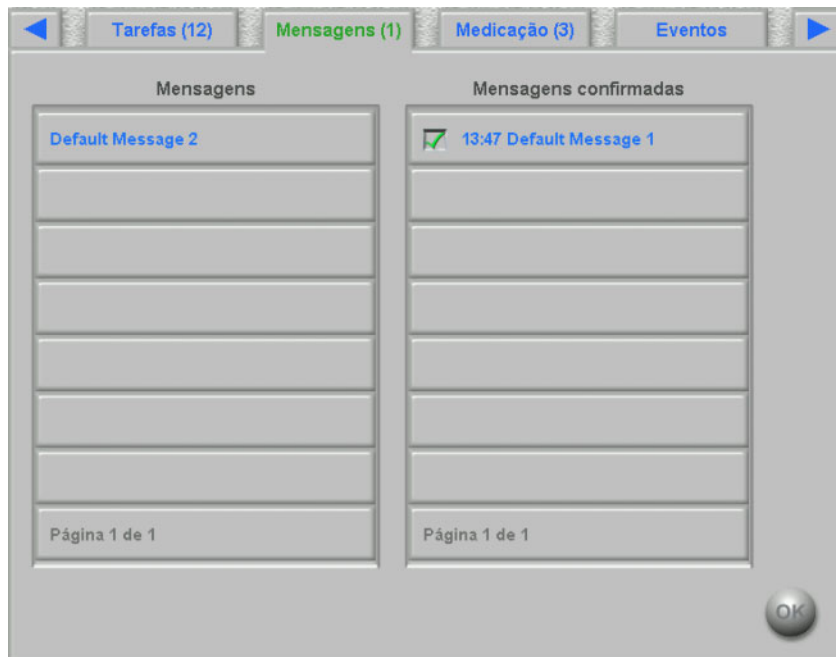 Tarefas (12) Mensagens (1) Medicação (3) Eventos
Mensagens Mensagens confirmadas
Default Message 2 13:47 Default Message 1
Página 1 de 1 Página 1 de 1
OK